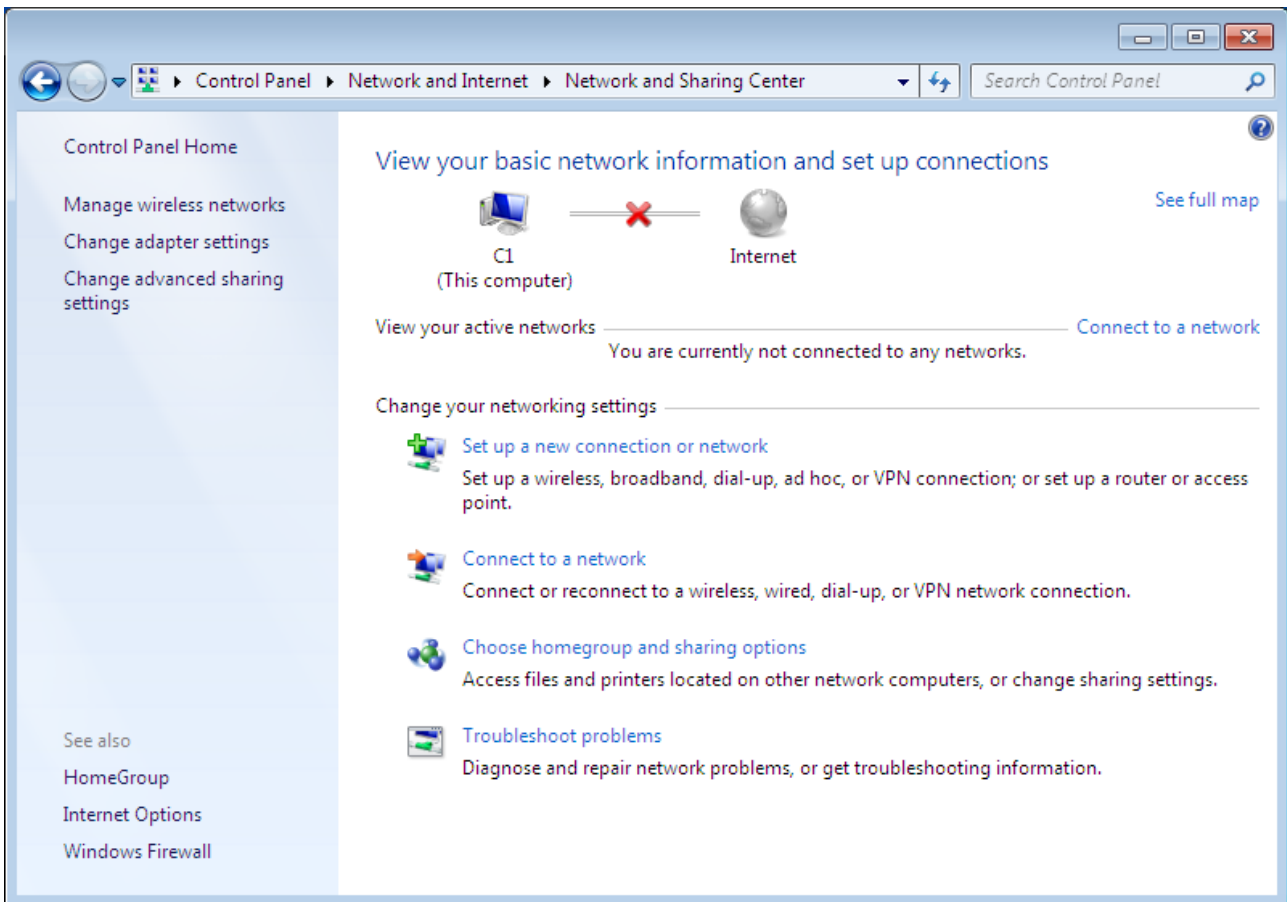 Control Panel ▸ Network and Internet ▸ Network and Sharing Center
Search Control Panel
Control Panel Home
Manage wireless networks
Change adapter settings
Change advanced sharing
settings
See also
HomeGroup
Internet Options
Windows Firewall
View your basic network information and set up connections
See full map
C1
(This computer)
Internet
View your active networks
Connect to a network
You are currently not connected to any networks.
Change your networking settings
Set up a new connection or network
Set up a wireless, broadband, dial-up, ad hoc, or VPN connection; or set up a router or access
point.
Connect to a network
Connect or reconnect to a wireless, wired, dial-up, or VPN network connection.
Choose homegroup and sharing options
Access files and printers located on other network computers, or change sharing settings.
Troubleshoot problems
Diagnose and repair network problems, or get troubleshooting information.